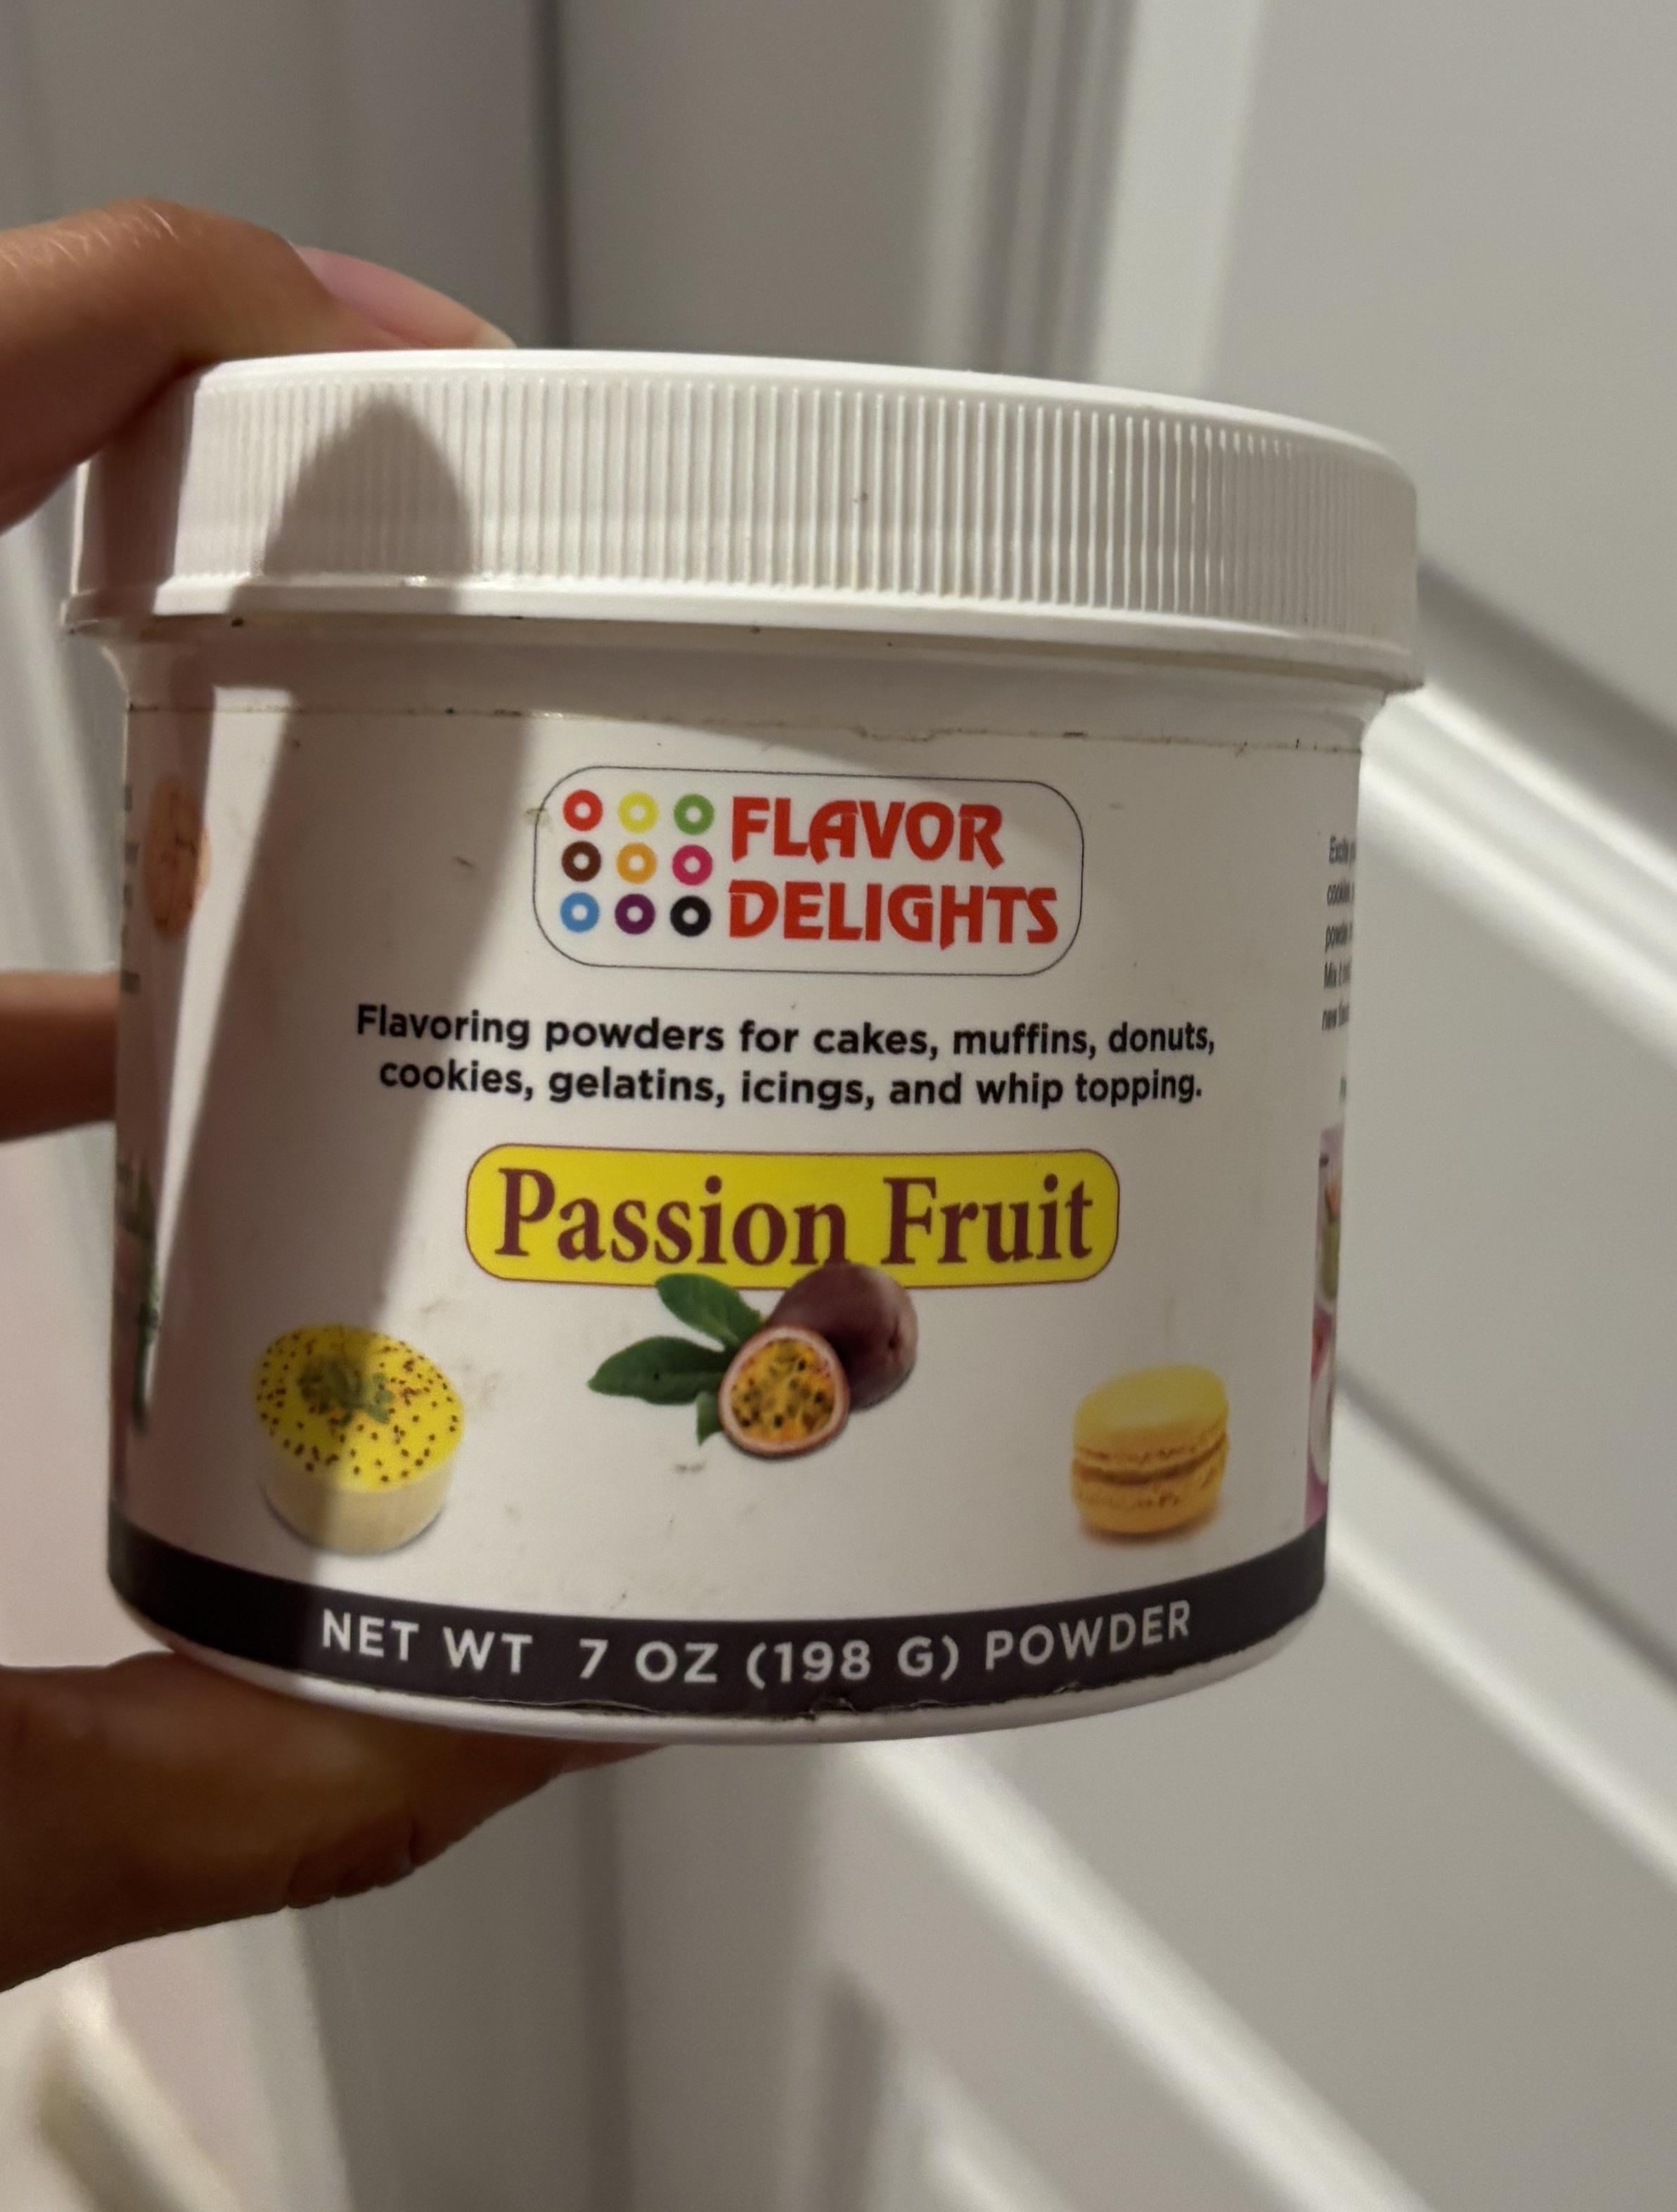 FLAVOR
DELIGHTS
Flavoring powders for cakes, muffins, donuts,
cookies, gelatins, icings, and whip topping.
Passion Fruit
NET WT 7 OZ (198 G) POWDER